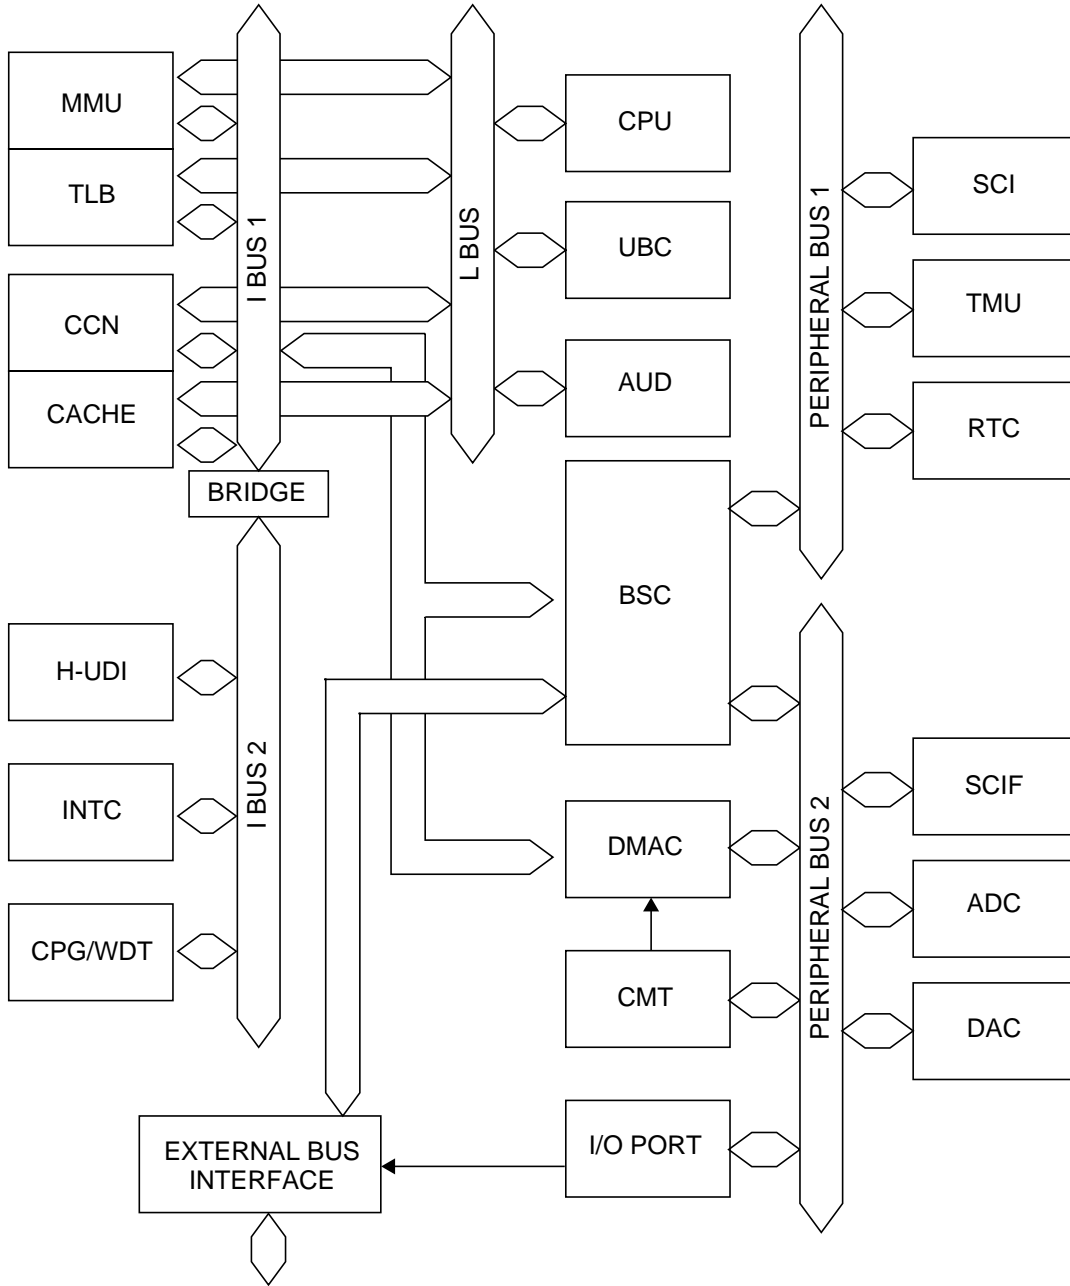 MMU
TLB
CCN
CACHE
I BUS 1
L BUS
CPU
UBC
AUD
PERIPHERAL BUS 1
SCI
TMU
RTC
BRIDGE
BSC
H-UDI
INTC
CPG/WDT
I BUS 2
DMAC
CMT
I/O PORT
PERIPHERAL BUS 2
SCIF
ADC
DAC
EXTERNAL BUS
INTERFACE